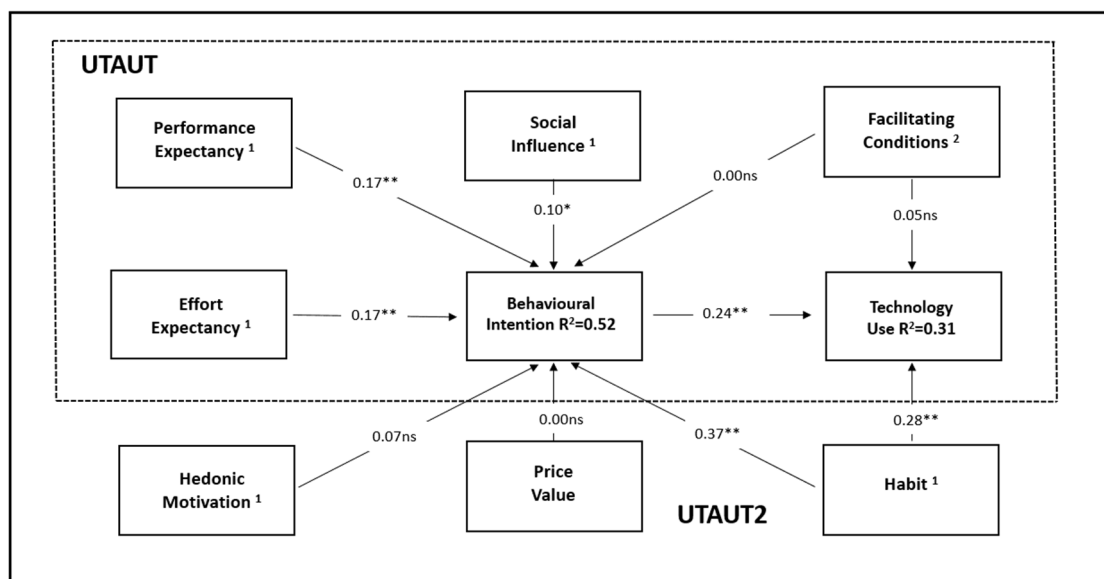 UTAUT
Performance
Expectancy 1
Social
Influence 1
Facilitating
Conditions 2
0.17**
0.10*
0.00ns
0.05ns
Effort
Expectancy 1
0.17**
Behavioural
Intention R2=0.52
0.24**
Technology
Use R2=0.31
0.07ns
0.00ns
0.37**
0.28**
Hedonic
Motivation 1
Price
Value
Habit 1
UTAUT2